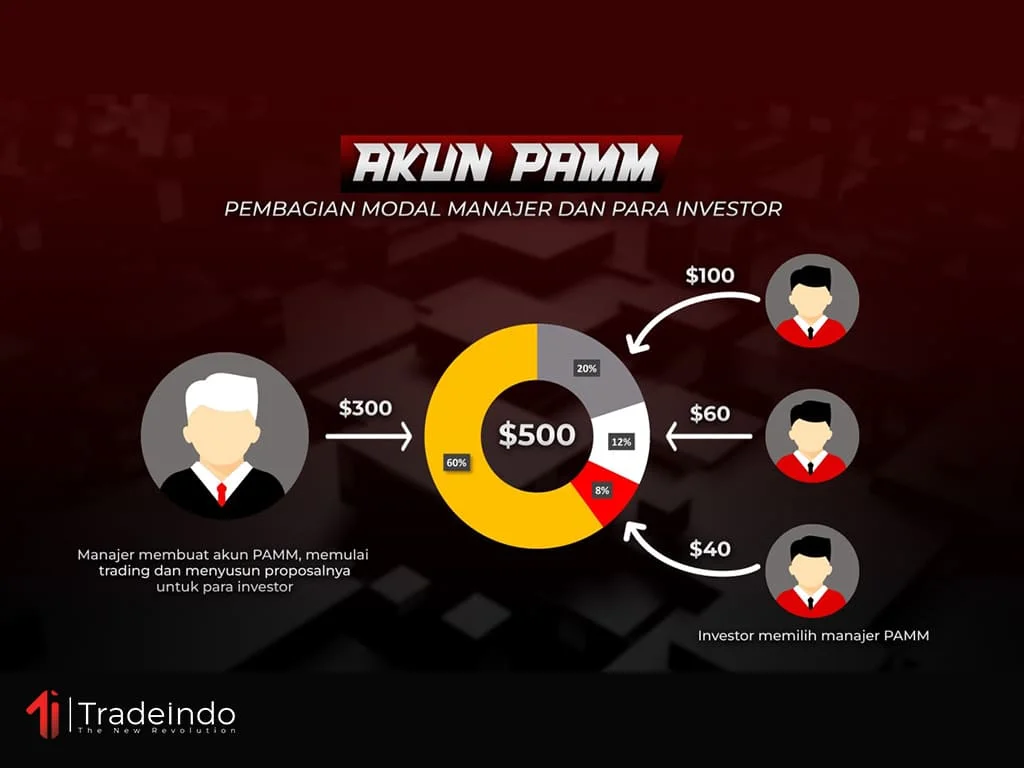 AKUN PAMM
PEMBAGIAN MODAL MANAJER DAN PARA INVESTOR
$100
20%
$300
$500
$60
12%
60%
8%
$40
Manajer membuat akun PAMM, memulai
trading dan menyusun proposalnya
untuk para investor
Investor memilih manajer PAMM
1i
Tradeindo
The New Revolution